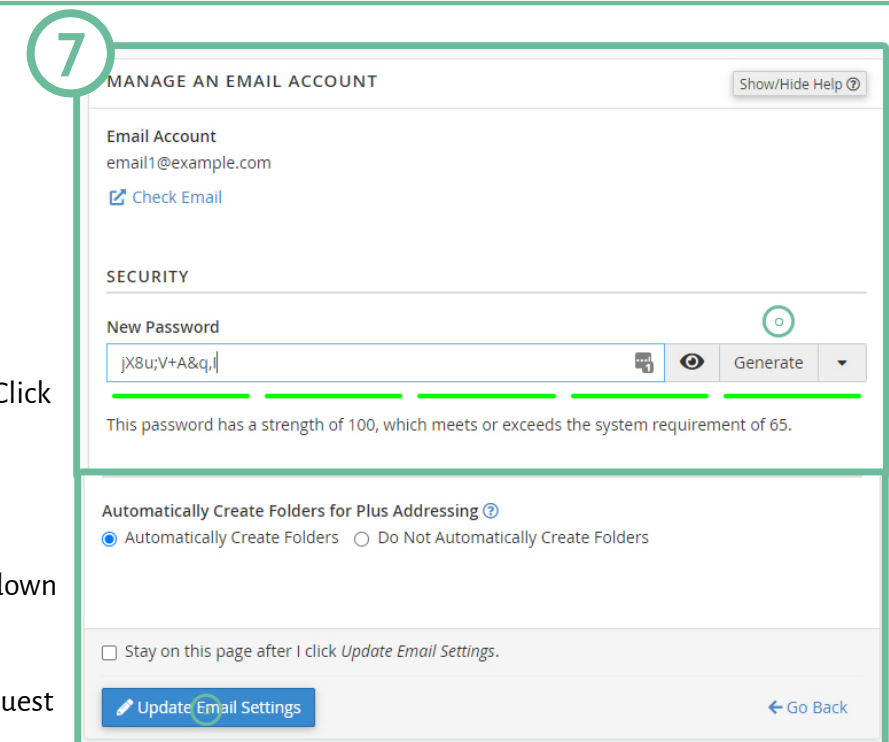 7
MANAGE AN EMAIL ACCOUNT
Show/Hide Help
Email Account
email1@example.com
Check Email
SECURITY
New Password
jX8u;V+A&q,l
Generate
Click
This password has a strength of 100, which meets or exceeds the system requirement of 65.
Automatically Create Folders for Plus Addressing
Automatically Create Folders Do Not Automatically Create Folders
Stay on this page after I click Update Email Settings.
Update Email Settings
Go Back